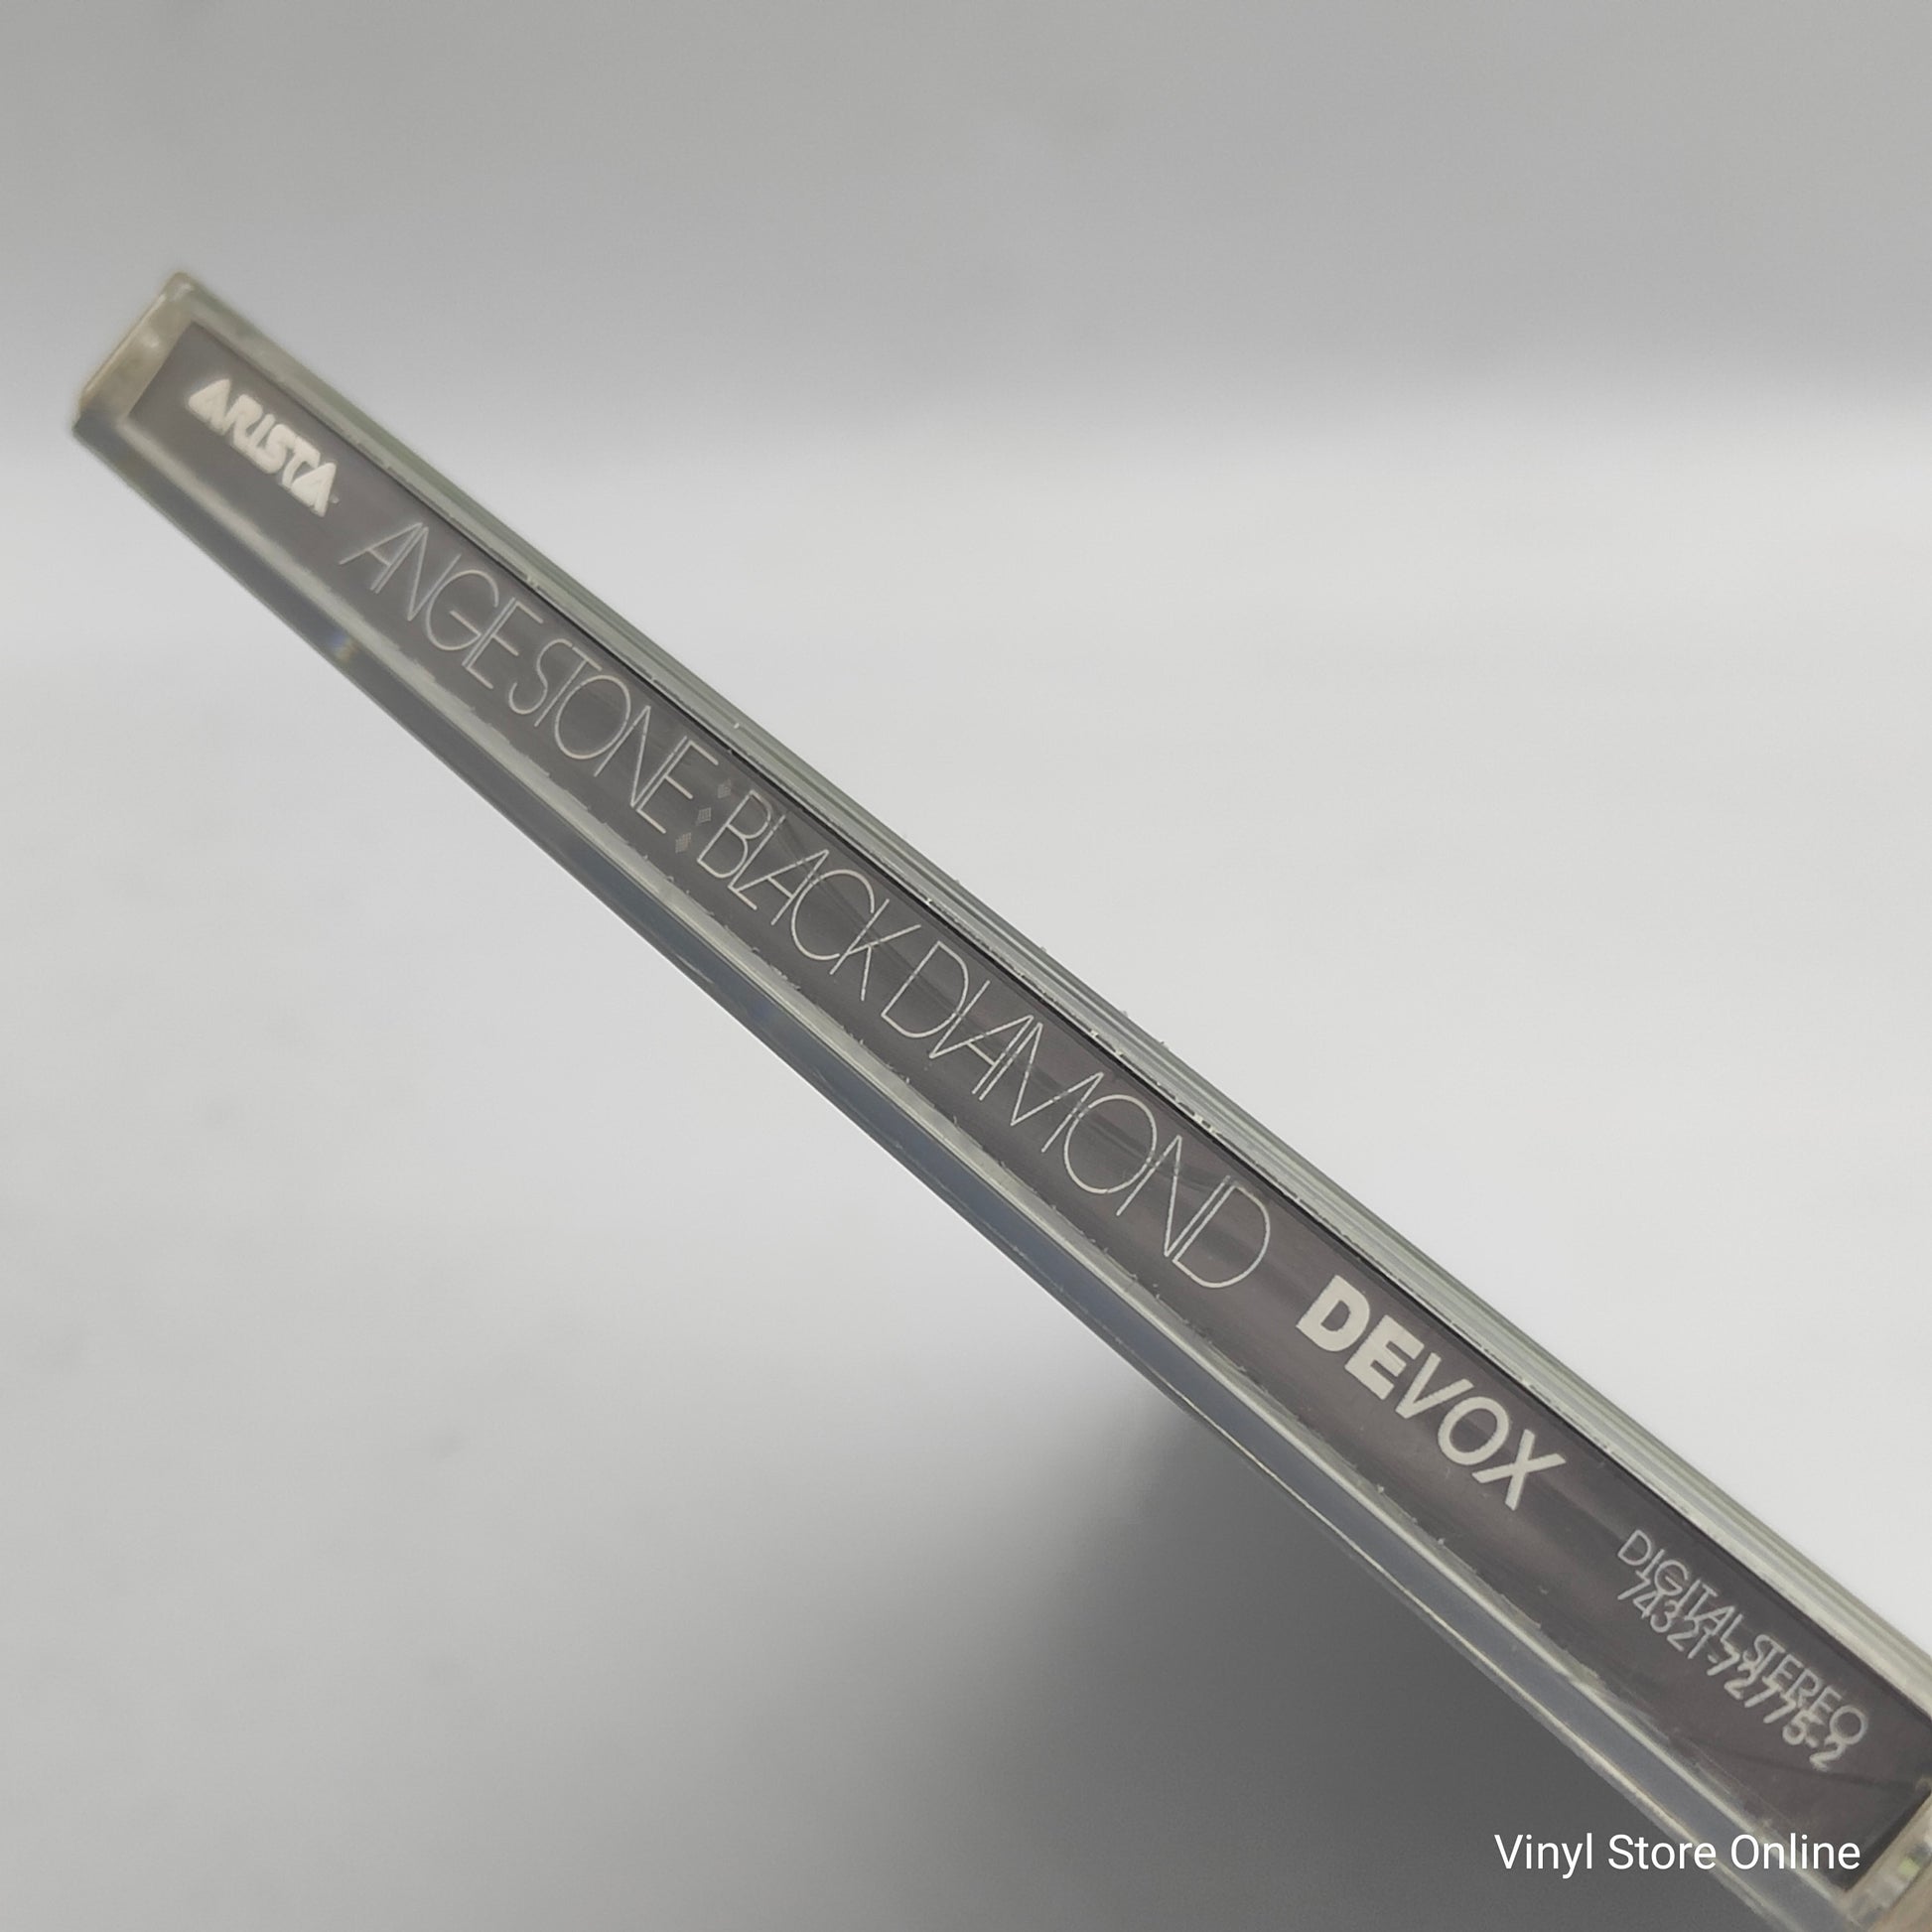 ARISTA
ANGIE STONE BLACK DIAMOND
DEVOX
DIGITAL STEREO
74321-72775-2
Vinyl Store Online